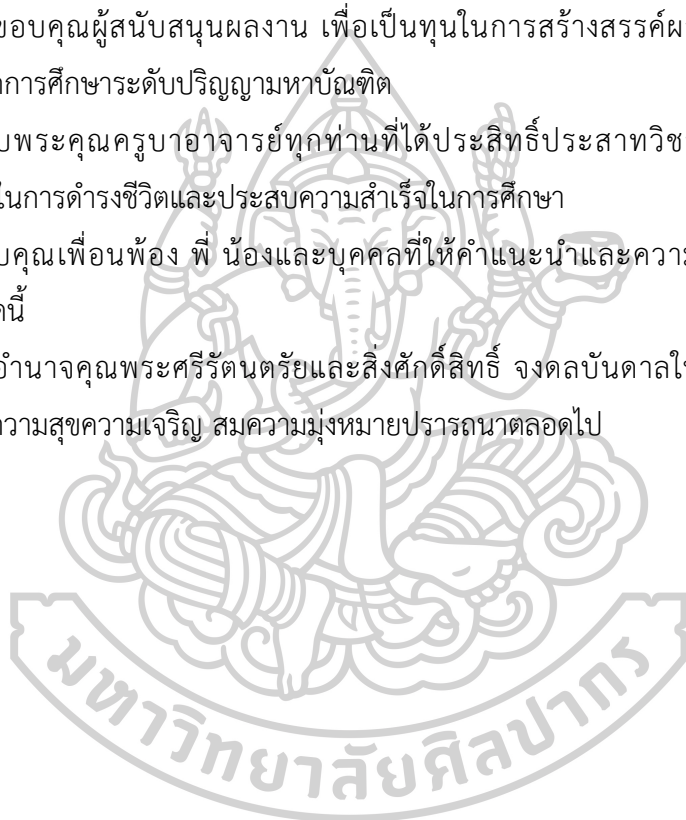 ขอบคุณผู้สนับสนุนผลงาน เพื่อเป็นทุนในการสร้างสรรค์ผ
การศึกษาระดับปริญญามหาบัณฑิต
บพระคุณครูบาอาจารย์ทุกท่านที่ได้ประสิทธิ์ประสาทวิช
ในการดำรงชีวิตและประสบความสำเร็จในการศึกษา
บคุณเพื่อนพ้อง พี่ น้องและบุคคลที่ให้คำแนะนำและความ
นี้
อำนาจคุณพระศรีรัตนตรัยและสิ่งศักดิ์สิทธิ์ จงดลบันดาลให
วามสุขความเจริญ สมความมุ่งหมายปรารถนาตลอดไป
มหาวิทยาลัยศิลปากร